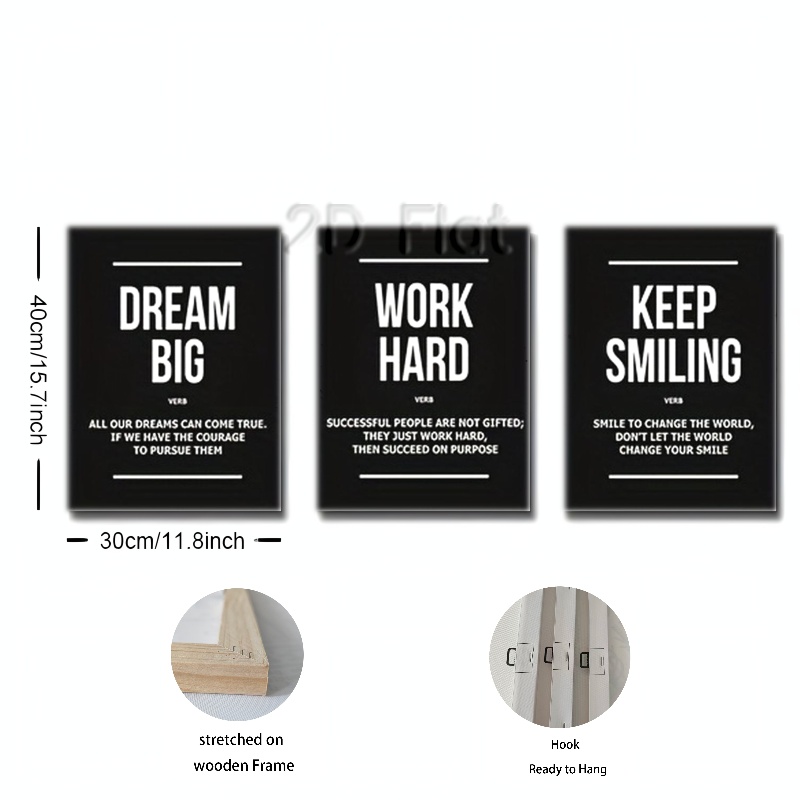 2D Flat
DREAM
BIG
VERB
ALL OUR DREAMS CAN COME TRUE.
IF WE HAVE THE COURAGE
TO PURSUE THEM
WORK
HARD
VERB
SUCCESSFUL PEOPLE ARE NOT GIFTED;
THEY JUST WORK HARD,
THEN SUCCEED ON PURPOSE
KEEP
SMILING
VERB
SMILE TO CHANGE THE WORLD,
DON'T LET THE WORLD
CHANGE YOUR SMILE
40cm/15.7inch
30cm/11.8inch
stretched on
wooden Frame
Hook
Ready to Hang